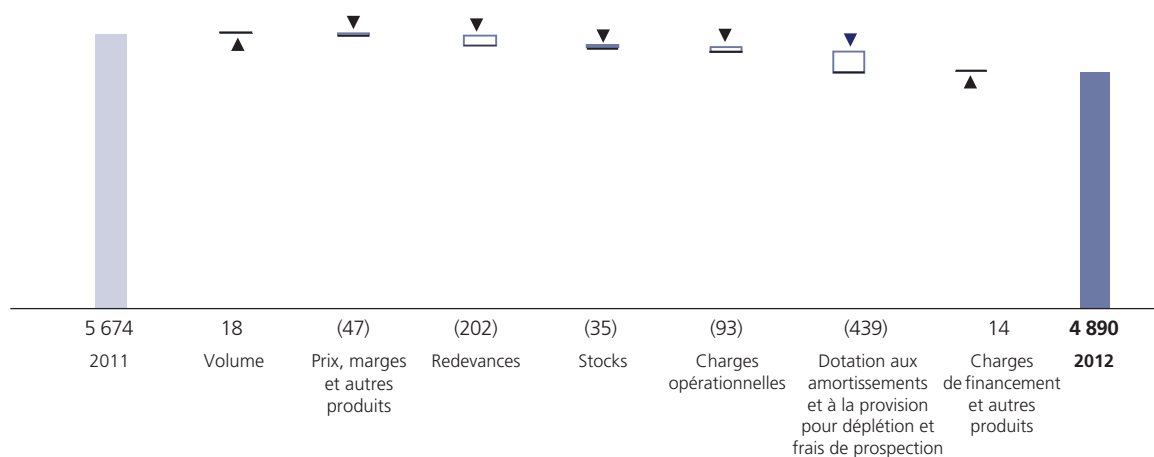 5 674 18 (47) (202) (35) (93) (439) 14 4 890
2011
Volume
Prix, marges
et autres
produits
Redevances
Stocks
Charges
opérationnelles
Dotation aux
amortissements
et à la provision
pour déplétion et
frais de prospection
Charges
de financement
et autres
produits
2012